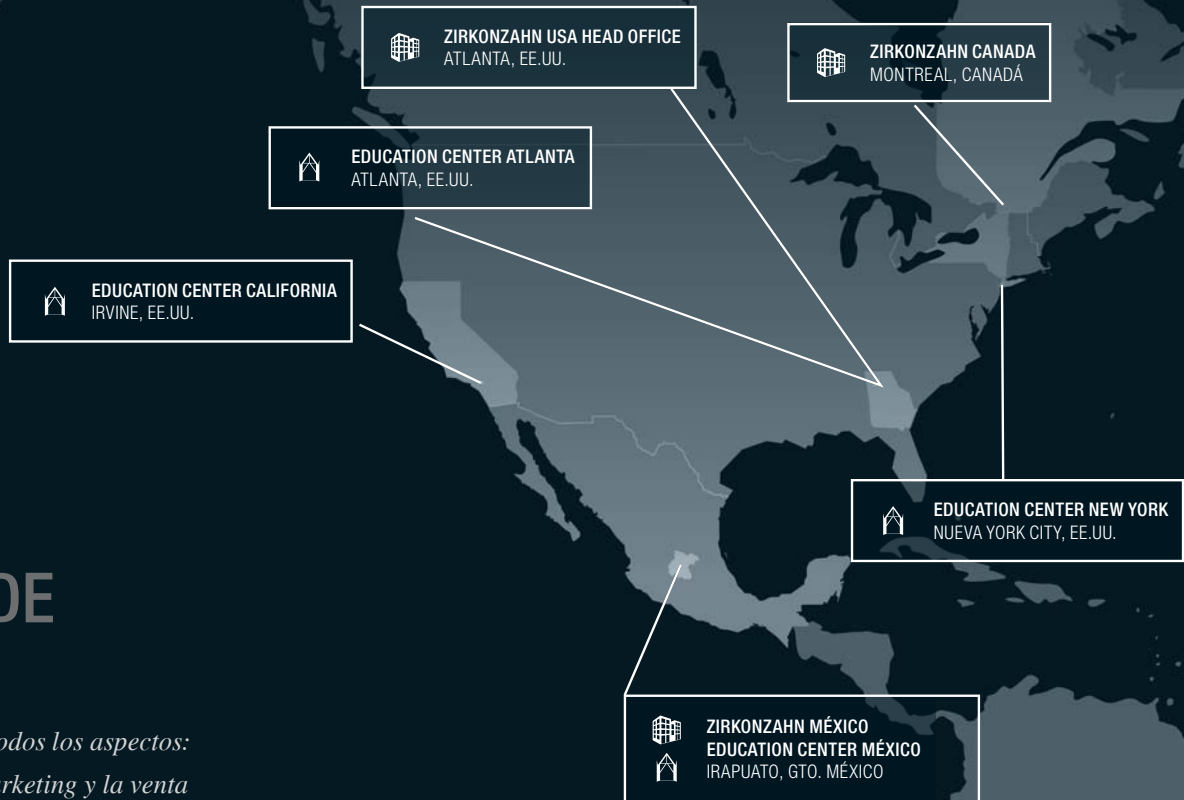 ZIRKONZAHN USA HEAD OFFICE
ATLANTA, EE.UU.
ZIRKONZAHN CANADA
MONTREAL, CANADÁ
EDUCATION CENTER ATLANTA
ATLANTA, EE.UU.
EDUCATION CENTER CALIFORNIA
IRVINE, EE.UU.
EDUCATION CENTER NEW YORK
NUEVA YORK CITY, EE.UU.
DE
odos los aspectos:
rketing y la venta
ZIRKONZAHN MÉXICO
EDUCATION CENTER MÉXICO
IRAPUATO, GTO. MÉXICO